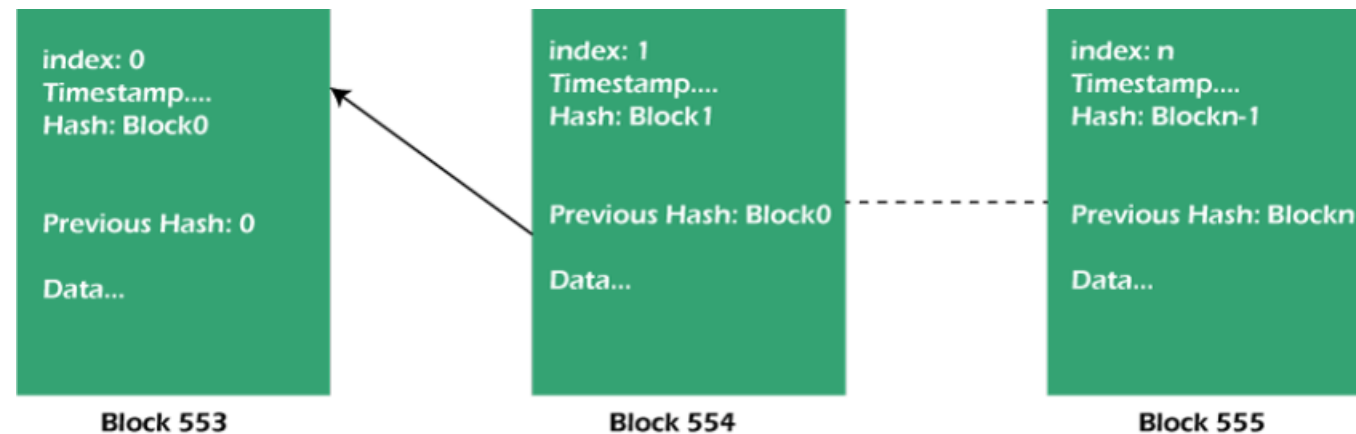 index: 0
Timestamp....
Hash: Block0
Previous Hash: 0
Data...
Block 553
index: 1
Timestamp....
Hash: Block1
Previous Hash: Block0
Data...
Block 554
index: n
Timestamp....
Hash: Blockn-1
Previous Hash: Blockn
Data...
Block 555